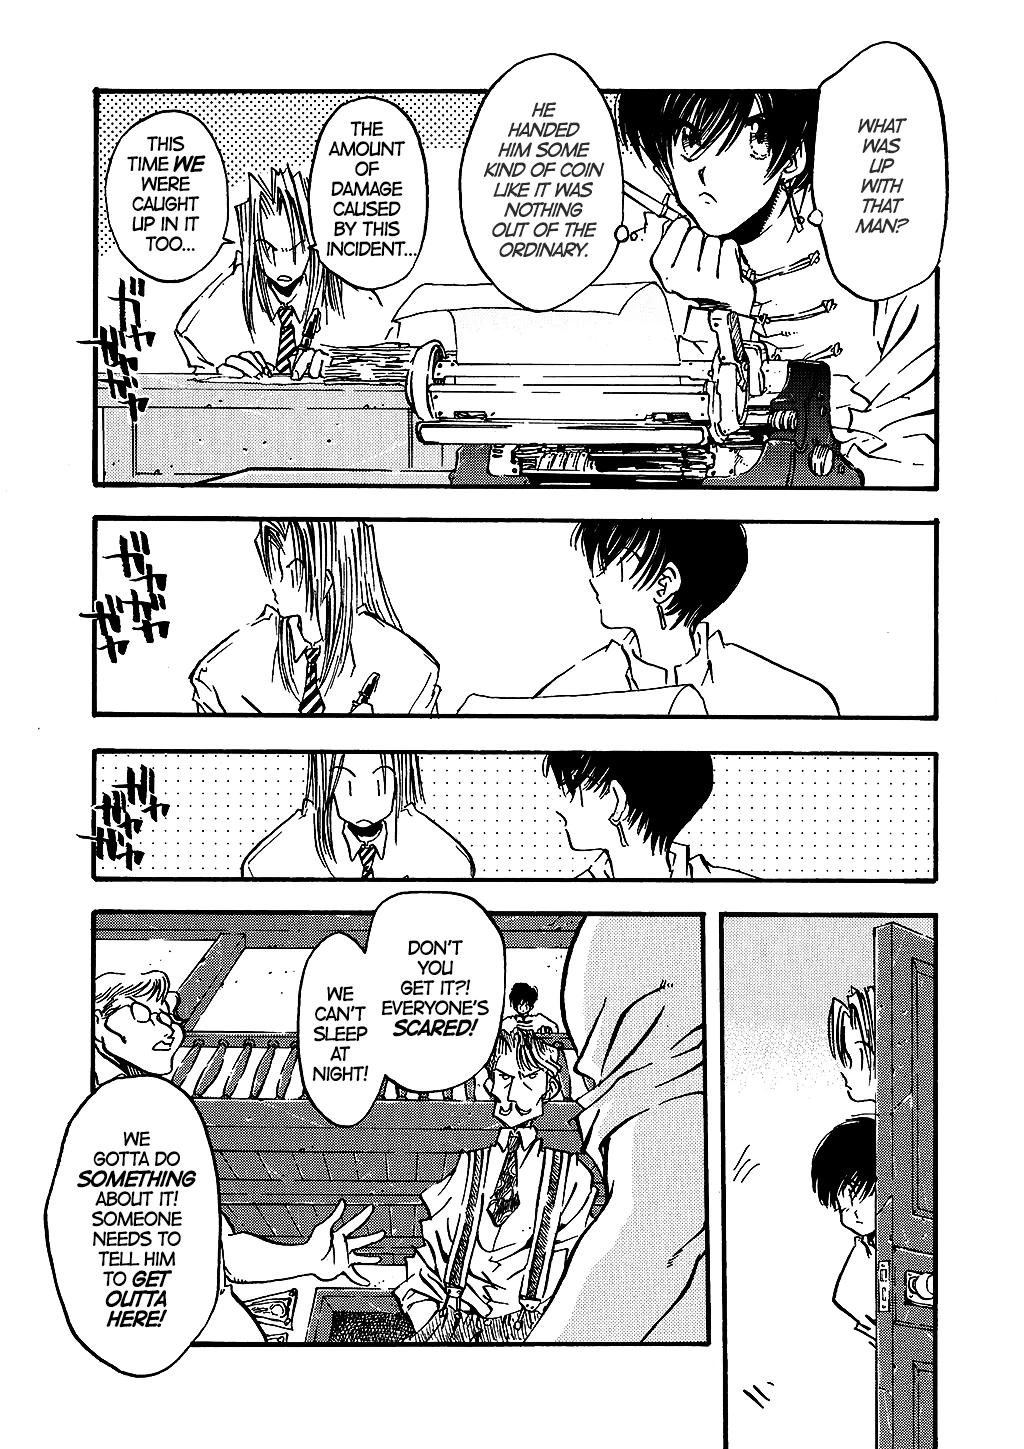 WHAT
WAS
UP
WITH
THAT
MAN?
HE
HANDED
HIM SOME
KIND OF COIN
LIKE IT WAS
NOTHING
OUT OF THE
ORDINARY.
THE
AMOUNT
OF
DAMAGE
CAUSED
BY THIS
INCIDENT...
THIS
TIME WE
WERE
CAUGHT
UP IN IT
TOO...
DON'T
YOU
GET IT?!
EVERYONE'S
SCARED!
WE
CAN'T
SLEEP
AT
NIGHT!
WE
GOTTA DO
SOMETHING
ABOUT IT!
SOMEONE
NEEDS TO
TELL HIM
TO GET
OUTTA
HERE!